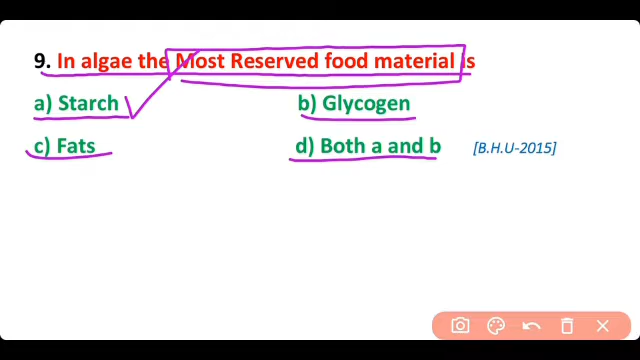 9. In algae the Most Reserved food material is
a) Starch b) Glycogen
c) Fats d) Both a and b [B.H.U-2015]